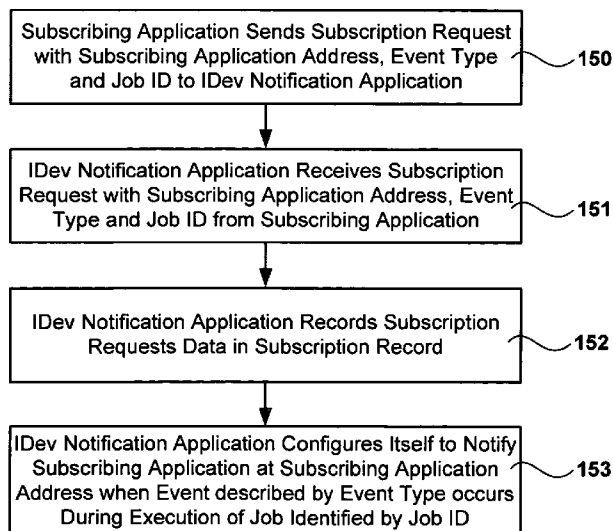 Subscribing Application Sends Subscription Request
with Subscribing Application Address, Event Type
and Job ID to IDev Notification Application
150
IDev Notification Application Receives Subscription
Request with Subscribing Application Address, Event
Type and Job ID from Subscribing Application
151
IDev Notification Application Records Subscription
Requests Data in Subscription Record
152
IDev Notification Application Configures Itself to Notify
Subscribing Application at Subscribing Application
Address when Event described by Event Type occurs
During Execution of Job Identified by Job ID
153